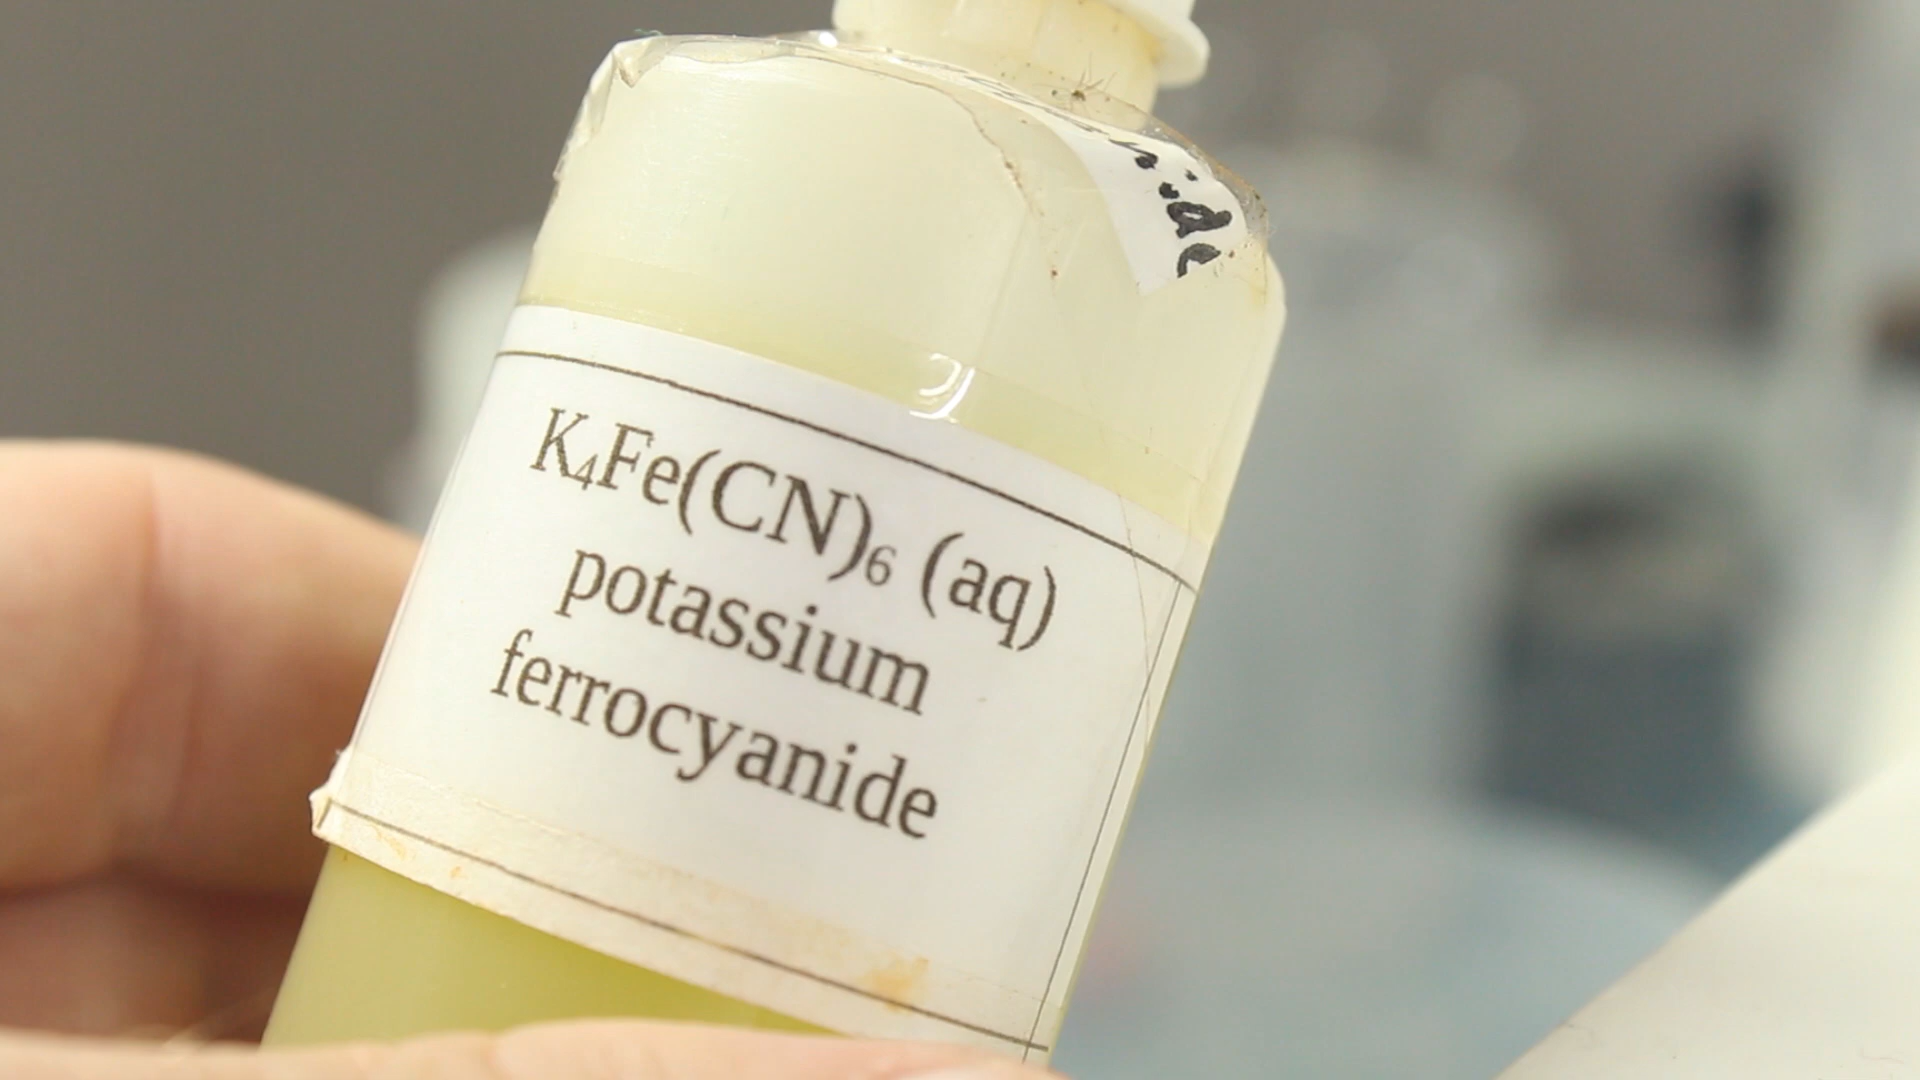 K₄Fe(CN)₆ (aq)
potassium
ferrocyanide